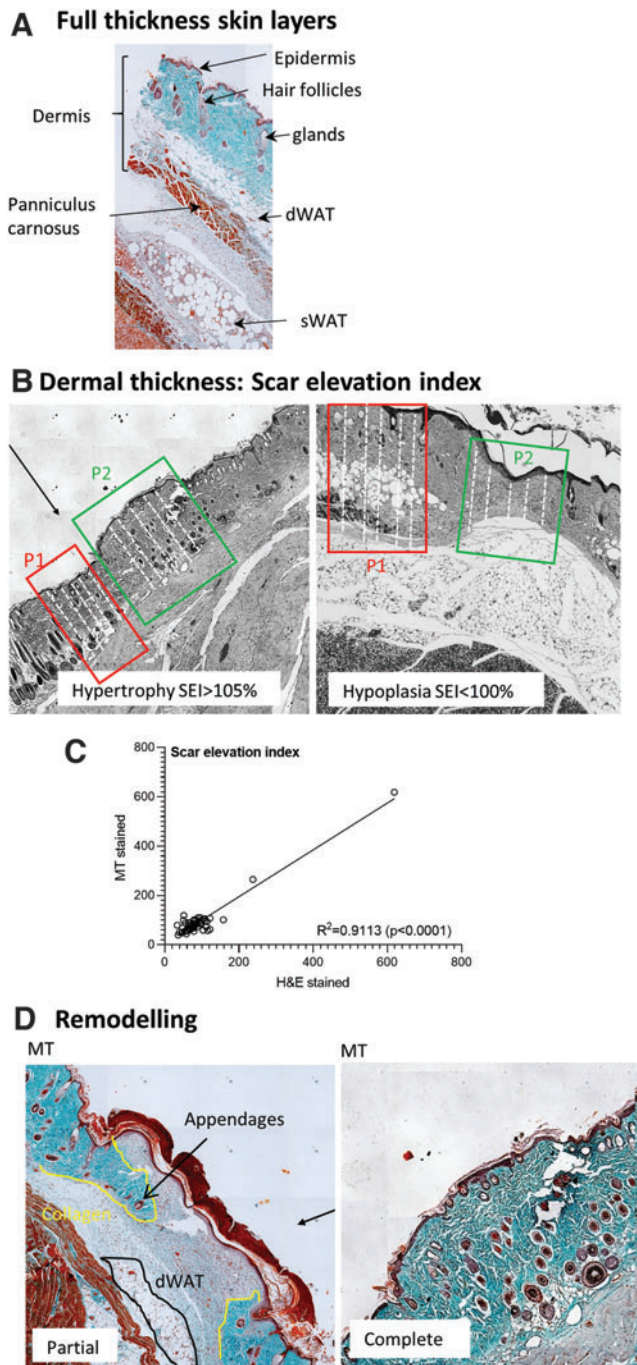 A Full thickness skin layers
Epidermis
Hair follicles
Dermis
glands
Panniculus
carnosus
dWAT
sWAT
B Dermal thickness: Scar elevation index
P2
P1
Hypertrophy SEI>105%
P2
P1
Hypoplasia SEI<100%
C
Scar elevation index
MT stained
800
600
400
200
0
R²=0.9113 (p<0.0001)
0 200 400 600 800
H&E stained
D Remodelling
MT
Appendages
Collagen
dWAT
Partial
MT
Complete